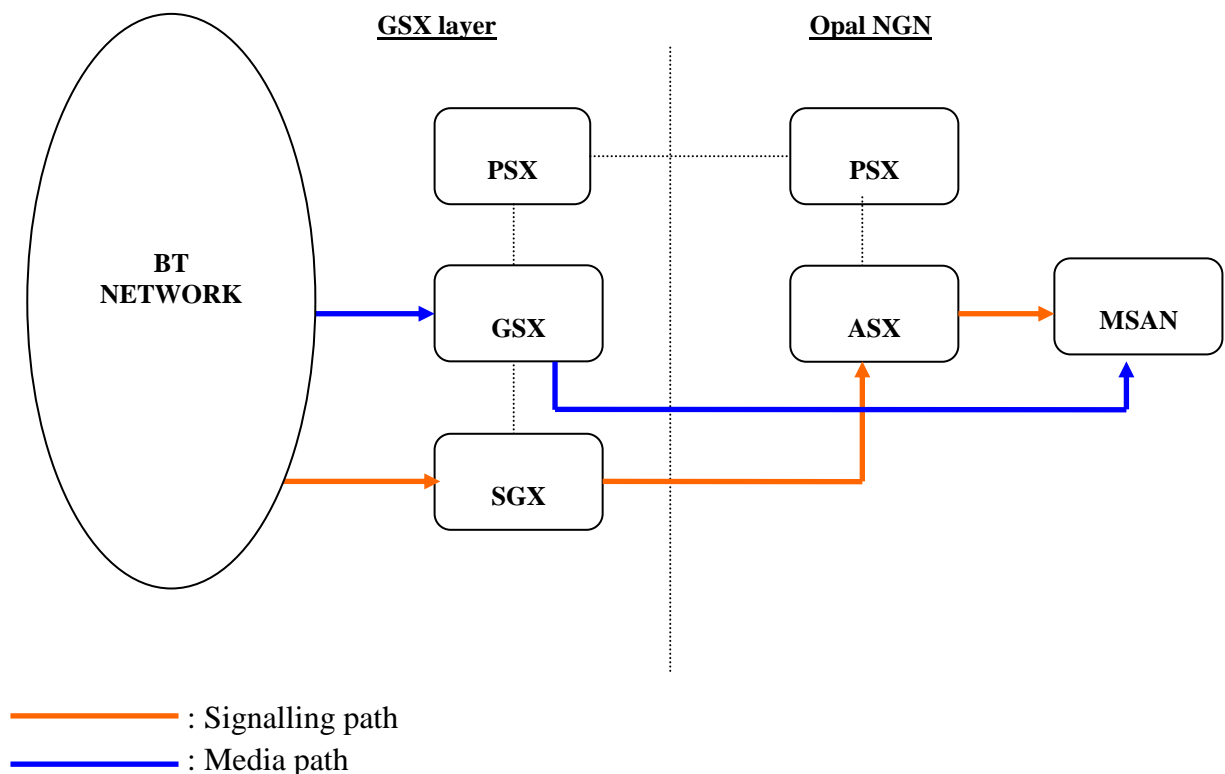 GSX layer
Opal NGN
PSX
PSX
BT
NETWORK
GSX
ASX
MSAN
SGX
: Signalling path
: Media path